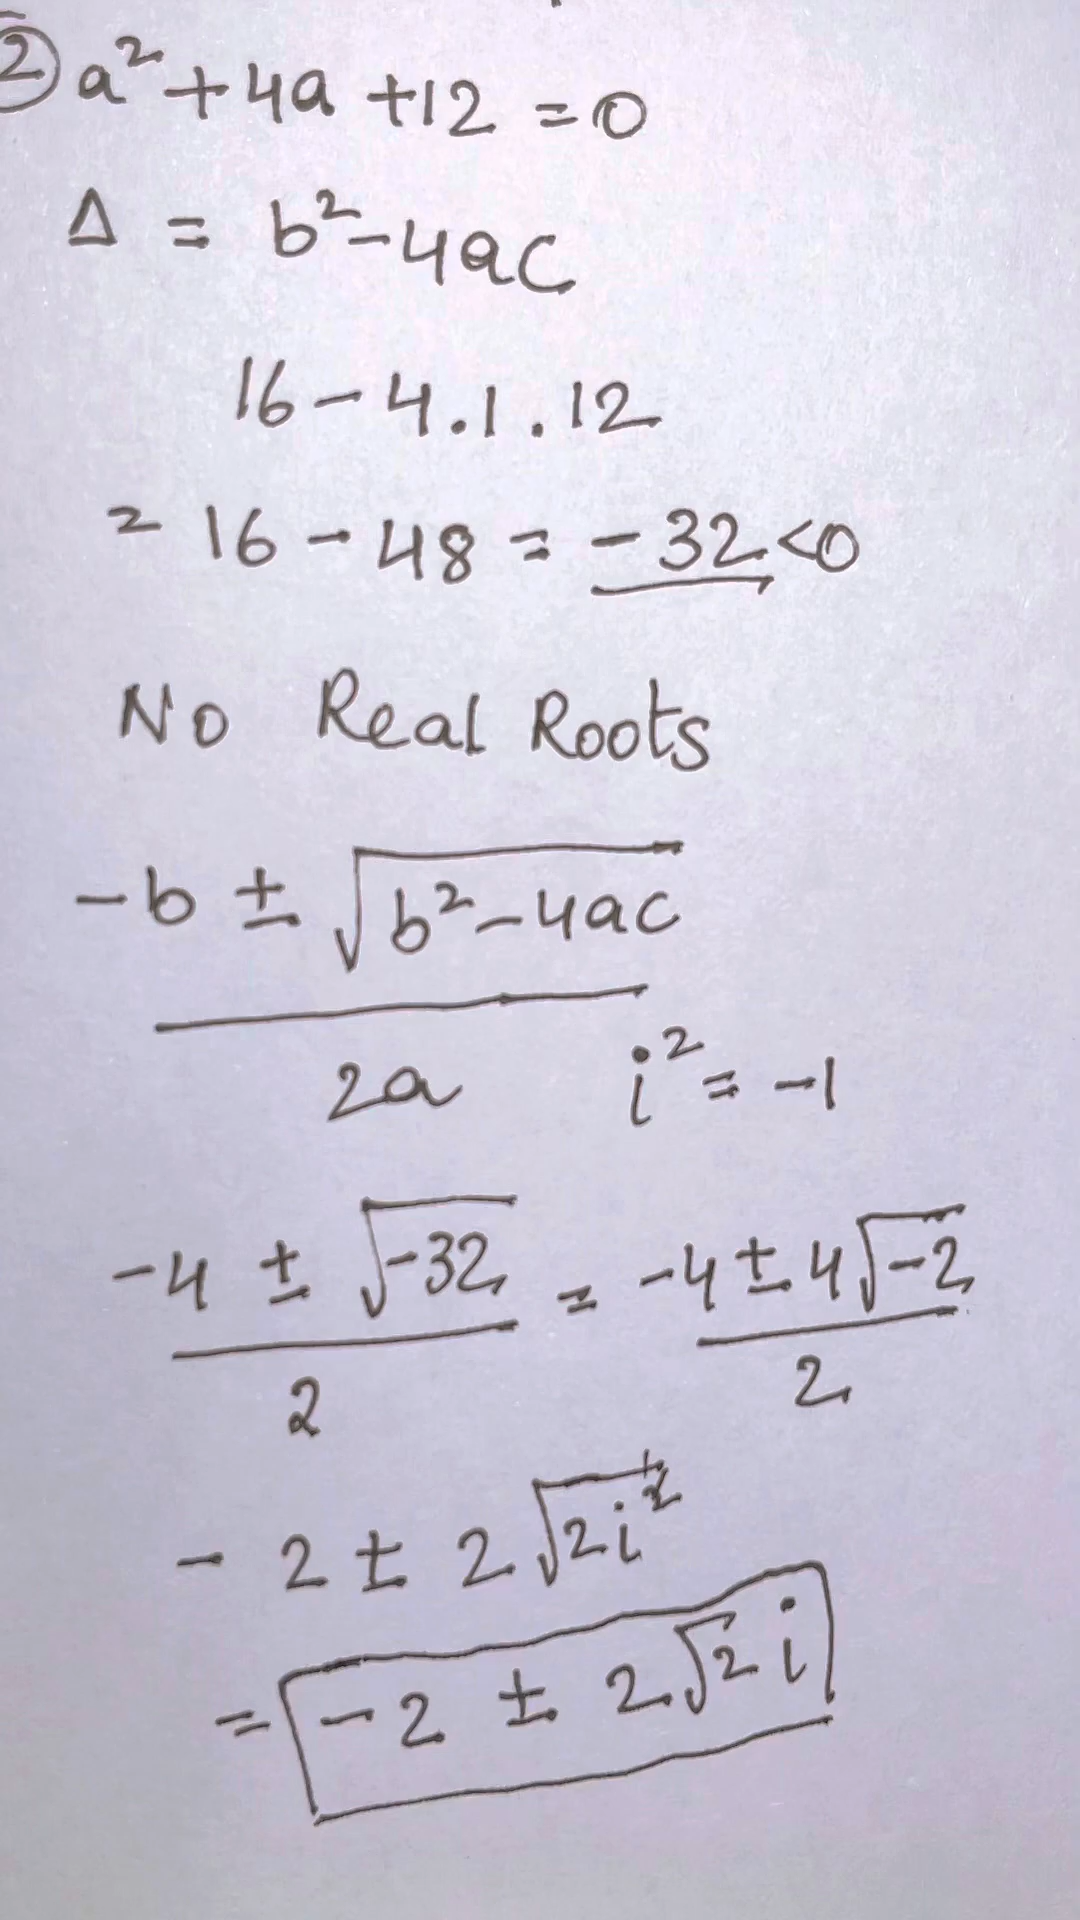 ② a² + 4a + 12 = 0
Δ = b² - 4ac
16 - 4.1.12
= 16 - 48 = - 32 < 0
No Real Roots
-b ± √b² - 4ac
2a i² = -1
-4 ± √-32 = -4 ± 4√-2
2 2
- 2 ± 2√2i²
= -2 ± 2√2 i